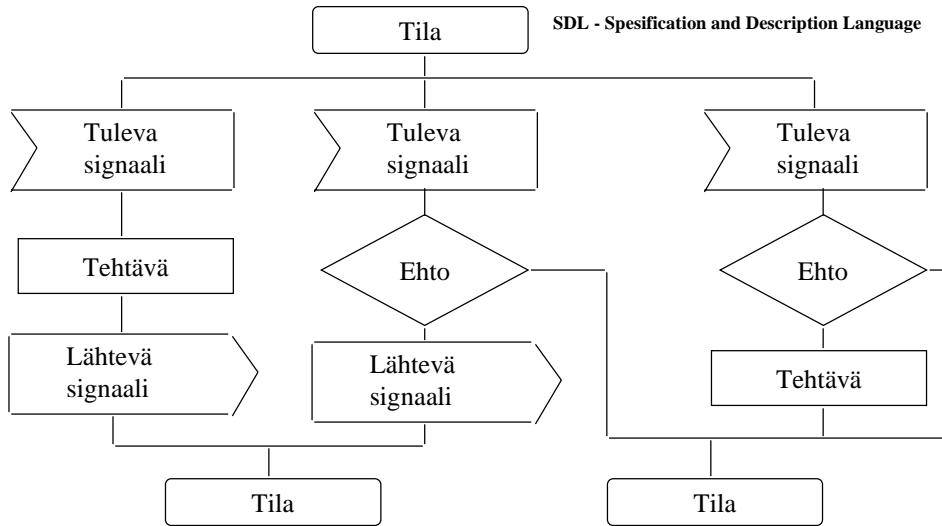 Tila
SDL - Spesification and Description Language
Tuleva
signaali
Tuleva
signaali
Tuleva
signaali
Tehtävä
Ehto
Ehto
Lähtevä
signaali
Lähtevä
signaali
Tehtävä
Tila
Tila